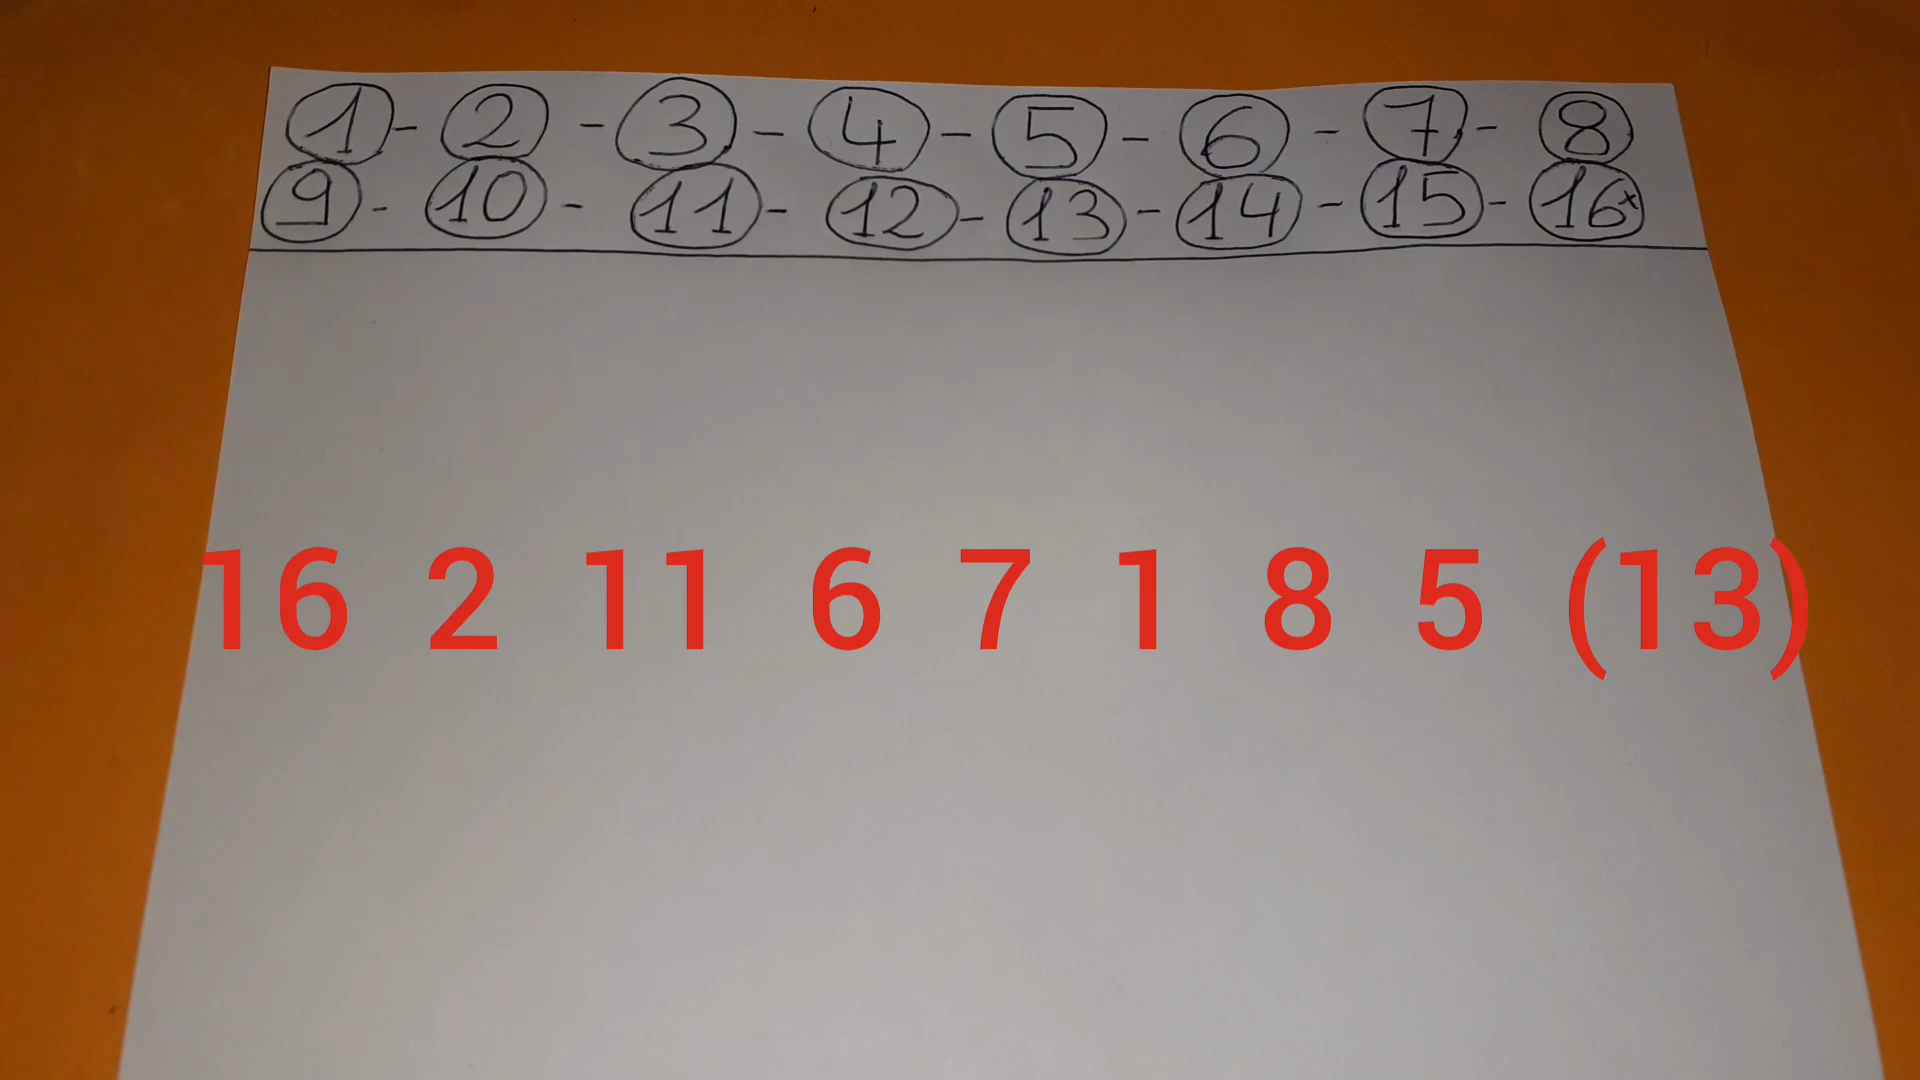 1 - 2 - 3 - 4 - 5 - 6 - 7 - 8
9 - 10 - 11 - 12 - 13 - 14 - 15 - 16*
16 2 11 6 7 1 8 5 (13)